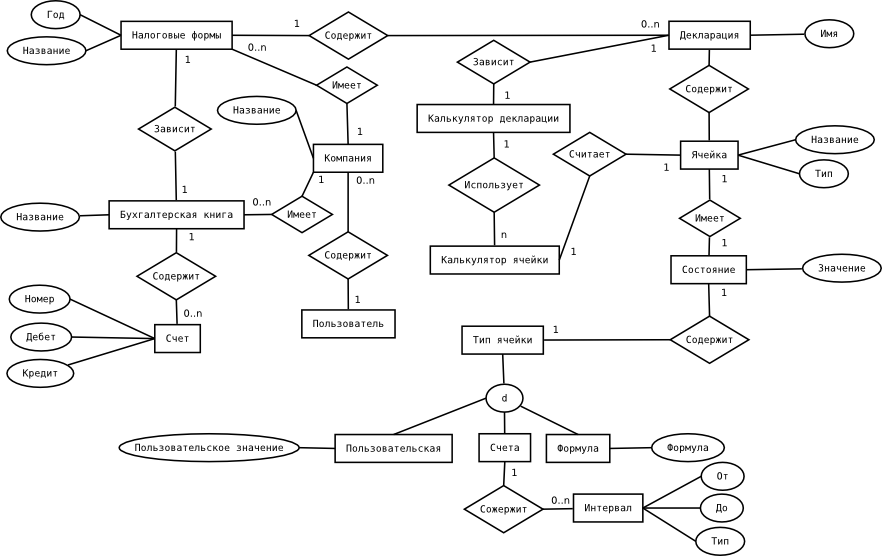 Год
1
0..n
Налоговые формы
Содержит
Декларация
Имя
Название
0..n
1
1
Зависит
Имеет
Содержит
1
Название
Калькулятор декларации
Зависит
1
1
Считает
Название
Компания
Ячейка
1
Тип
1
0..n
1
Использует
1
0..n
Название
Бухгалтерская книга
Имеет
Имеет
1
n
1
1
Содержит
Калькулятор ячейки
Содержит
Состояние
Значение
1
Номер
1
0..n
Пользователь
1
Дебет
Счет
Тип ячейки
Содержит
Кредит
d
Пользовательское значение
Пользовательская
Счета
Формула
Формула
1
От
0..n
Сожержит
Интервал
До
Тип